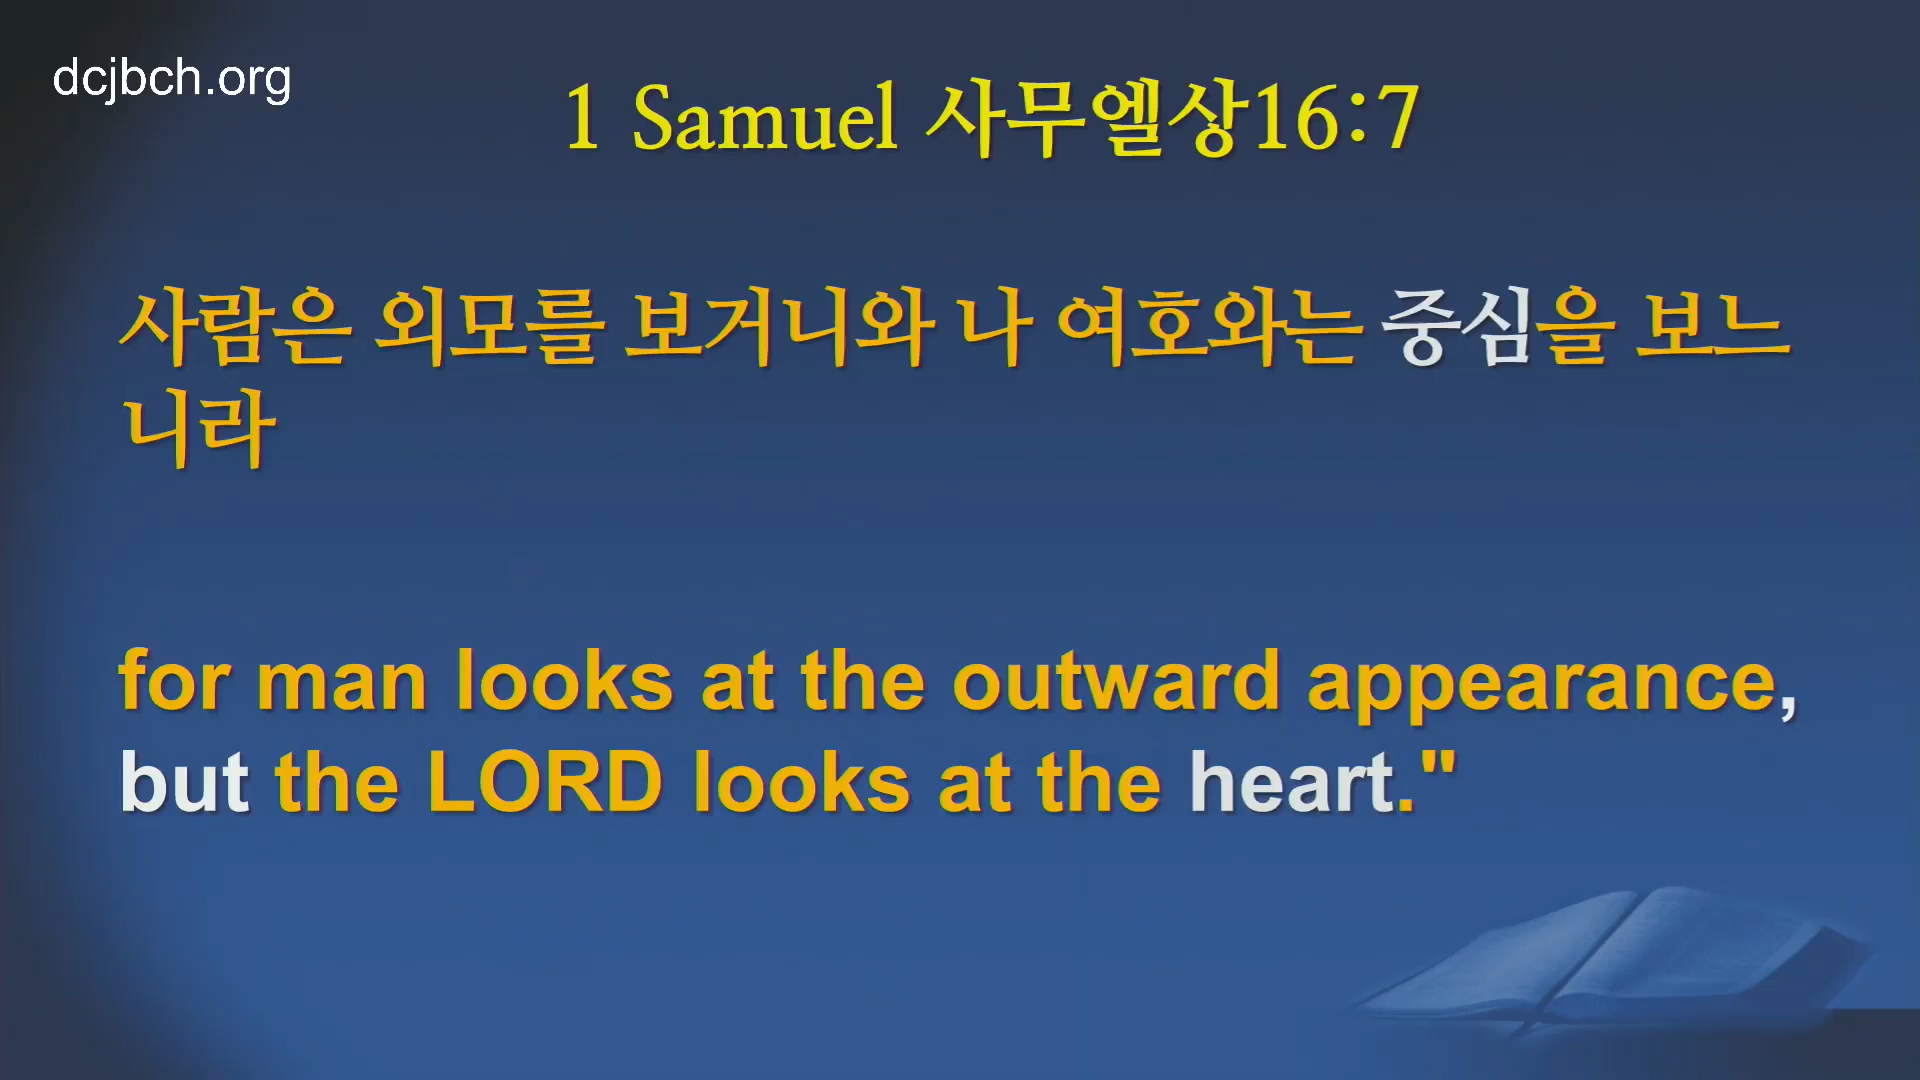 dcjbch.org
1 Samuel 사무엘상16:7
사람은 외모를 보거니와 나 여호와는 중심을 보느
니라
for man looks at the outward appearance,
but the LORD looks at the heart."